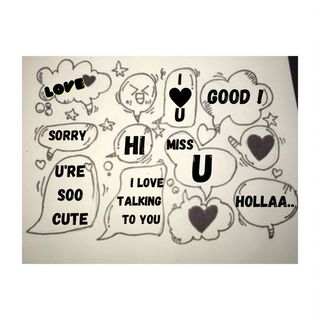 LOVE
I
♥
U
GOOD !
SORRY
HI
MISS
U
U'RE
SOO
CUTE
I LOVE
TALKING
TO YOU
HOLLAA..